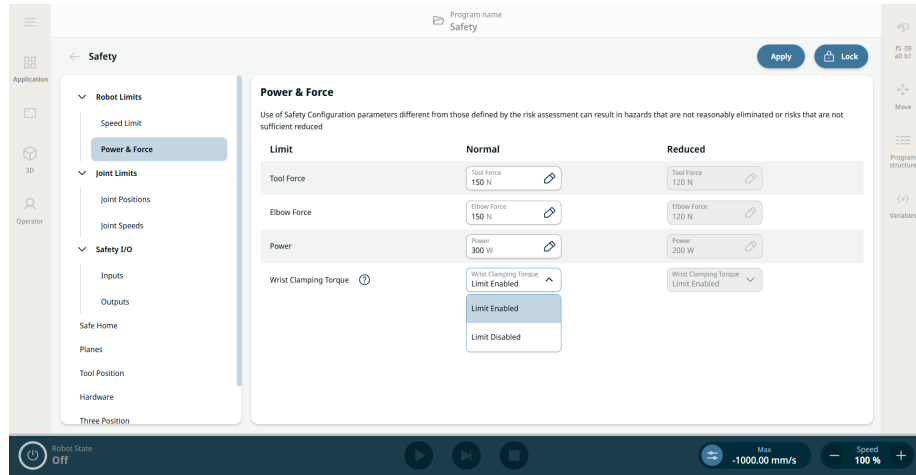 Program name
Safety
Safety
Apply
Lock
f5 09
a0 b1
Application
Move
3D
Program
structure
Operator
{x}
Variables
Robot Limits
Speed Limit
Power & Force
Joint Limits
Joint Positions
Joint Speeds
Safety I/O
Inputs
Outputs
Safe Home
Planes
Tool Position
Hardware
Three Position
Power & Force
Use of Safety Configuration parameters different from those defined by the risk assessment can result in hazards that are not reasonably eliminated or risks that are not
sufficient reduced
Limit Normal Reduced
Tool Force
Tool Force
150 N
Tool Force
120 N
Elbow Force
Elbow Force
150 N
Elbow Force
120 N
Power
Power
300 W
Power
200 W
Wrist Clamping Torque ?
Wrist Clamping Torque
Limit Enabled
Wrist Clamping Torque
Limit Enabled
Limit Enabled
Limit Disabled
Robot State
Off
Max
-1000.00 mm/s
Speed
100 %